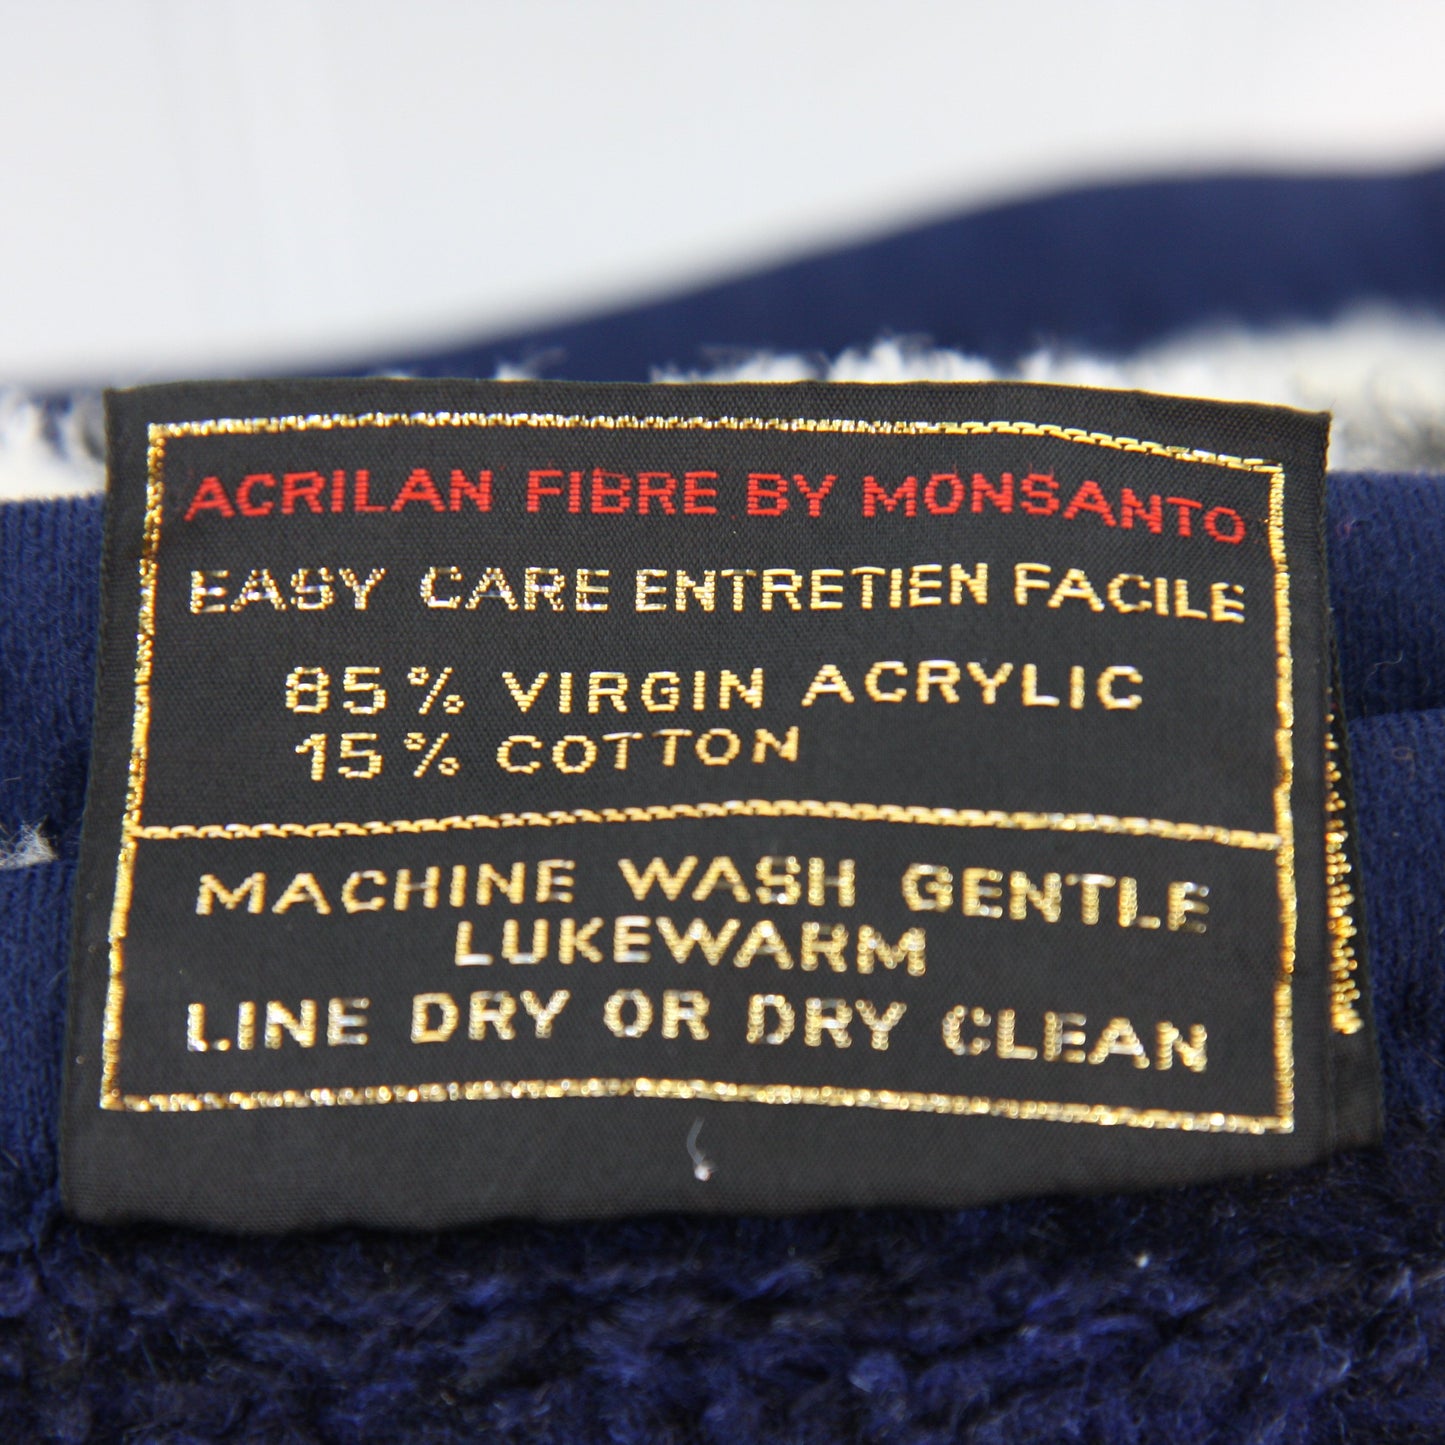 ACRILAN FIBRE BY MONSANTO
EASY CARE ENTRETIEN FACILE
85% VIRGIN ACRYLIC
15% COTTON
MACHINE WASH GENTLE
LUKEWARM
LINE DRY OR DRY CLEAN